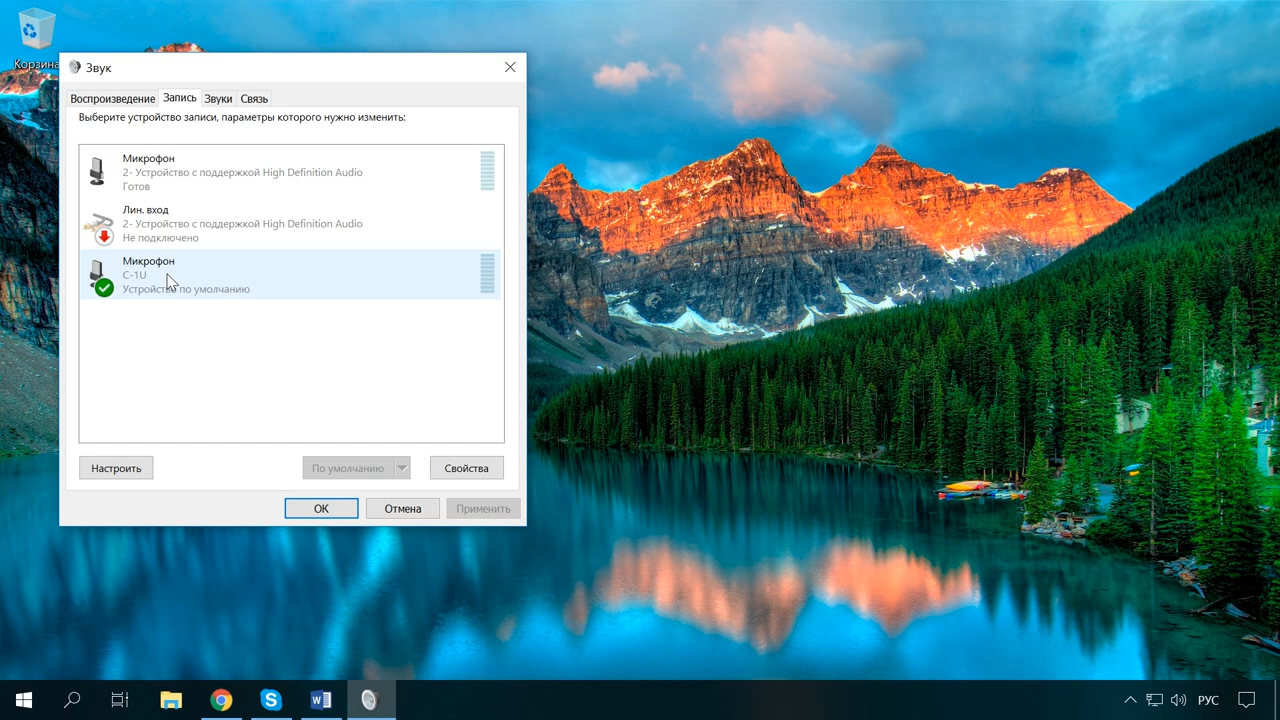 Корзина
Звук
Воспроизведение Запись Звуки Связь
Выберите устройство записи, параметры которого нужно изменить:
Микрофон
2- Устройство с поддержкой High Definition Audio
Готов
Лин. вход
2- Устройство с поддержкой High Definition Audio
Не подключено
Микрофон
C-1U
Устройство по умолчанию
Настроить По умолчанию Свойства
ОК Отмена Применить
РУС